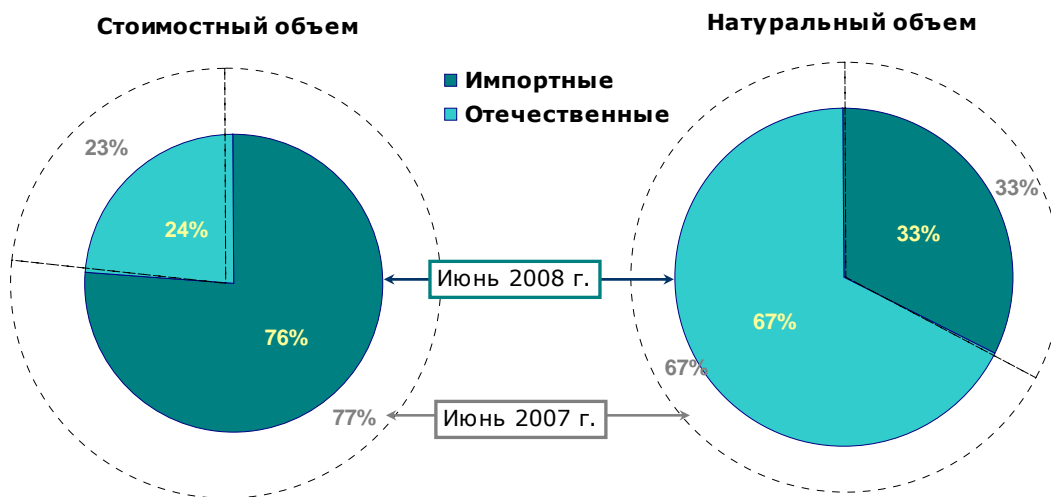 Стоимостный объем
Натуральный объем
Импортные
Отечественные
23%
24%
76%
77%
33%
33%
67%
67%
Июнь 2008 г.
Июнь 2007 г.